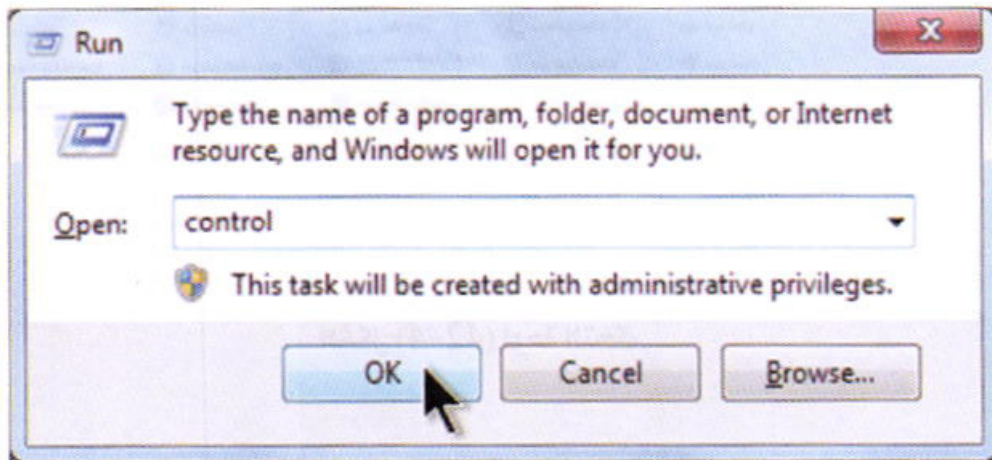 Run
Type the name of a program, folder, document, or Internet
resource, and Windows will open it for you.
Open: control
This task will be created with administrative privileges.
OK Cancel Browse...